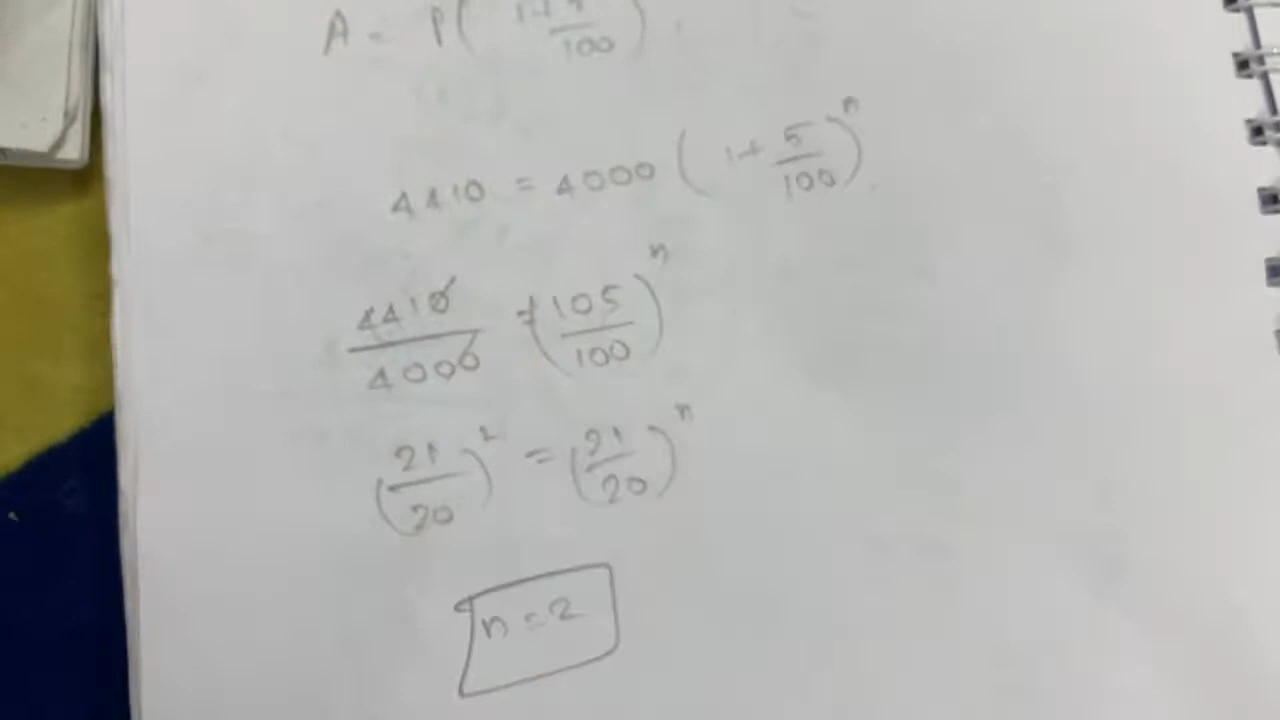 A = P(1+r/100)
4410 = 4000 (1+ 5/100)^n
4410/4000 = (105/100)^n
(21/20)^2 = (21/20)^n
n = 2